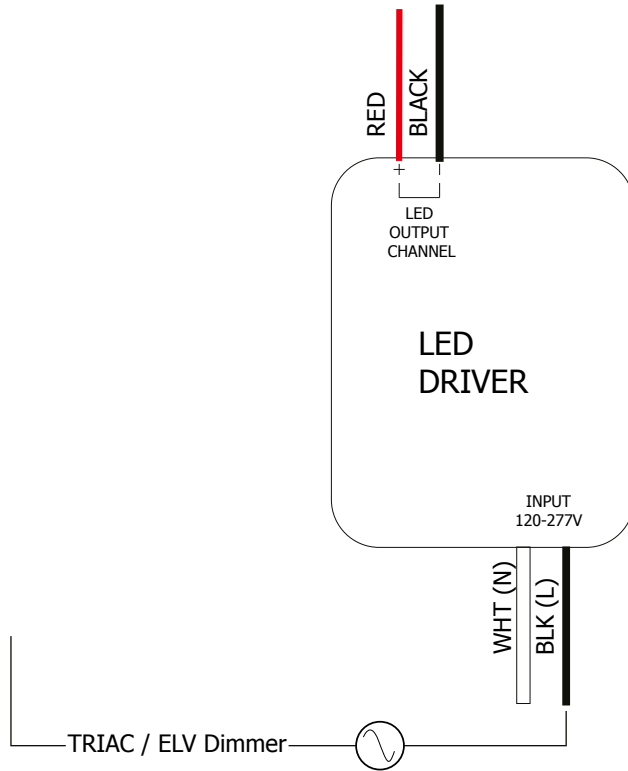 RED
BLACK
+ -
LED
OUTPUT
CHANNEL
LED
DRIVER
INPUT
120-277V
WHT (N)
BLK (L)
TRIAC / ELV Dimmer